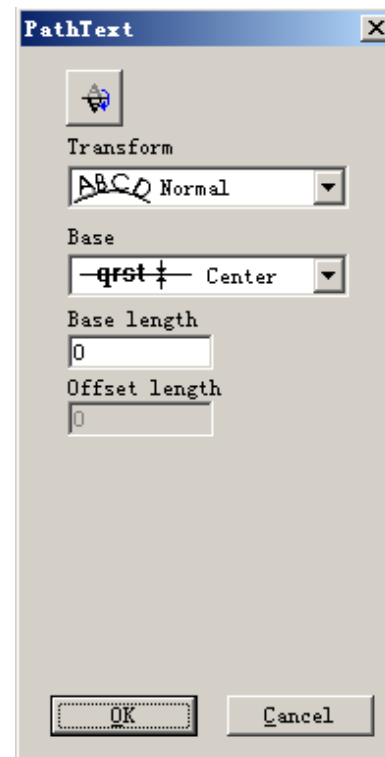 PathText
Transform
ABCD Normal
Base
qrst Center
Base length
0
Offset length
0
OK
Cancel